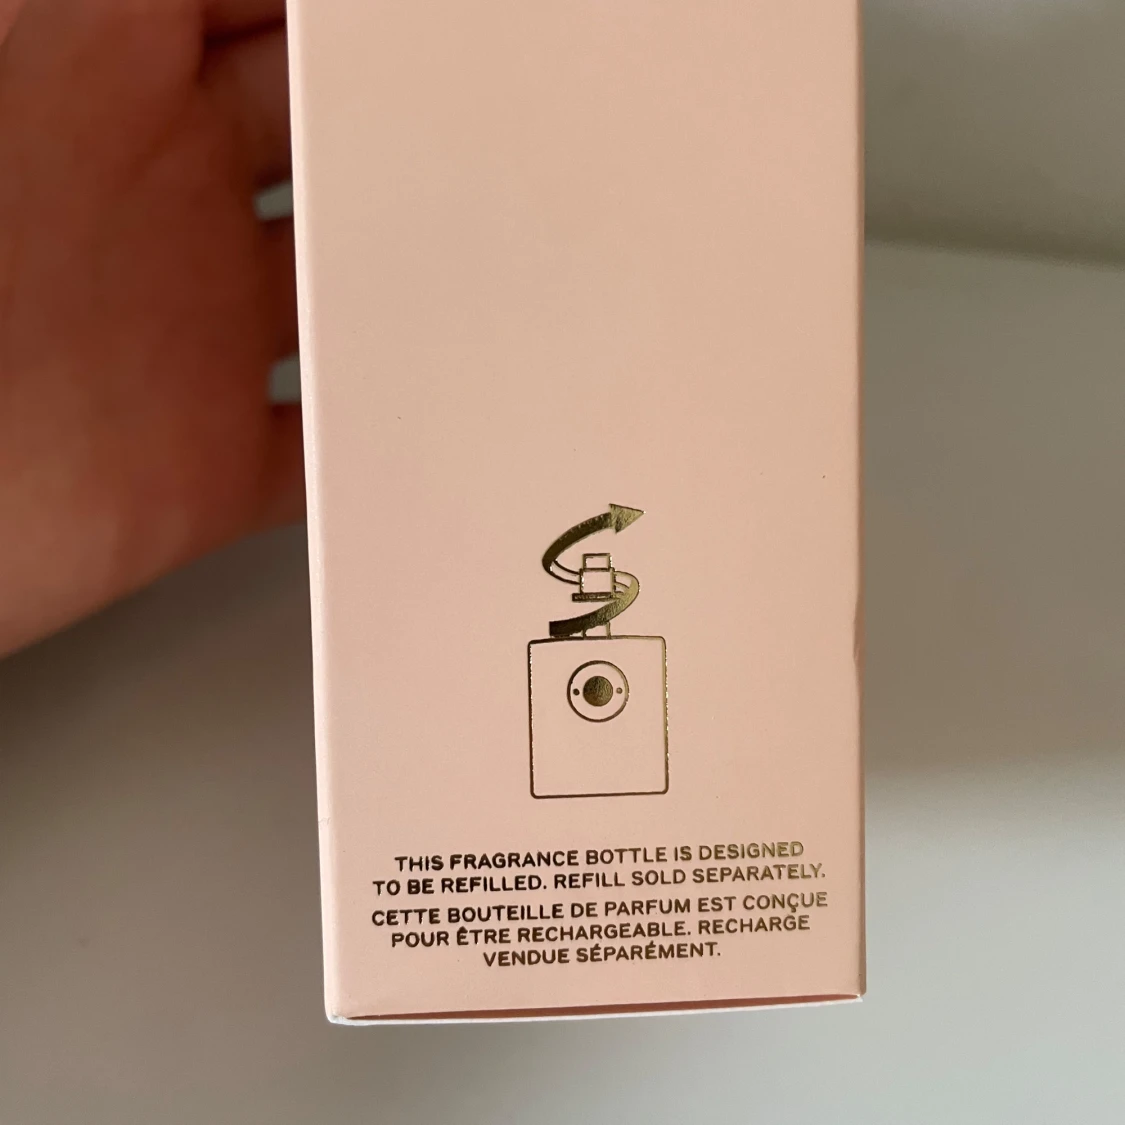 THIS FRAGRANCE BOTTLE IS DESIGNED
TO BE REFILLED. REFILL SOLD SEPARATELY.
CETTE BOUTEILLE DE PARFUM EST CONÇUE
POUR ÊTRE RECHARGEABLE. RECHARGE
VENDUE SÉPARÉMENT.